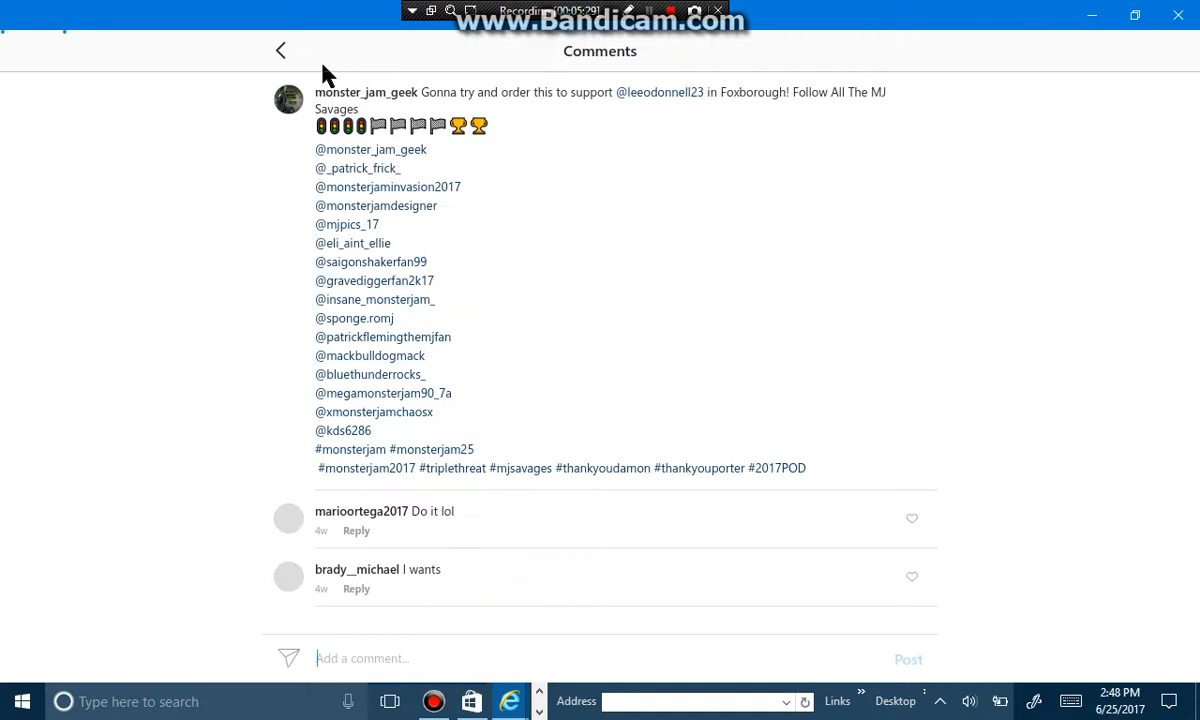 Recording [00:05:29]
www.Bandicam.com
Comments
monster_jam_geek Gonna try and order this to support @leeodonnell23 in Foxborough! Follow All The MJ
Savages
@monster_jam_geek
@_patrick_frick_
@monsterjaminvasion2017
@monsterjamdesigner
@mjpics_17
@eli_aint_ellie
@saigonshakerfan99
@gravediggerfan2k17
@insane_monsterjam_
@sponge.romj
@patrickflemingthemjfan
@mackbulldogmack
@bluethunderrocks_
@megamonsterjam90_7a
@xmonsterjamchaosx
@kds6286
#monsterjam #monsterjam25
#monsterjam2017 #triplethreat #mjsavages #thankyoudamon #thankyouporter #2017POD
marioortega2017 Do it lol
4w Reply
brady__michael I wants
4w Reply
Add a comment... Post
Type here to search Address Links » Desktop 2:48 PM
6/25/2017